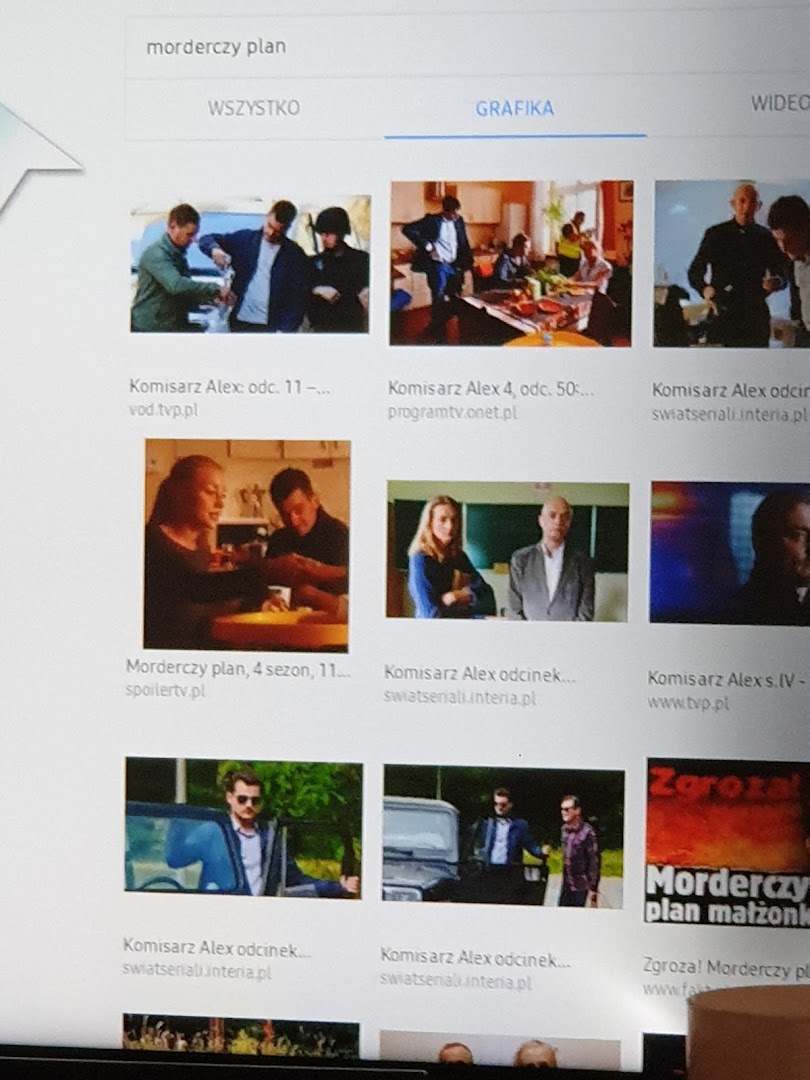 morderczy plan
WSZYSTKO
GRAFIKA
WIDEO
Komisarz Alex: odc. 11 –...
vod.tvp.pl
Komisarz Alex 4, odc. 50:...
programtv.onet.pl
Komisarz Alex odcin
swiatseriali.interia.pl
Morderczy plan, 4 sezon, 11...
spoilertv.pl
Komisarz Alex odcinek...
swiatseriali.interia.pl
Komisarz Alex s.IV -
www.tvp.pl
Zgroza!
Morderczy
plan małżonk
Komisarz Alex odcinek...
swiatseriali.interia.pl
Komisarz Alex odcinek...
swiatseriali.interia.pl
Zgroza! Morderczy pl